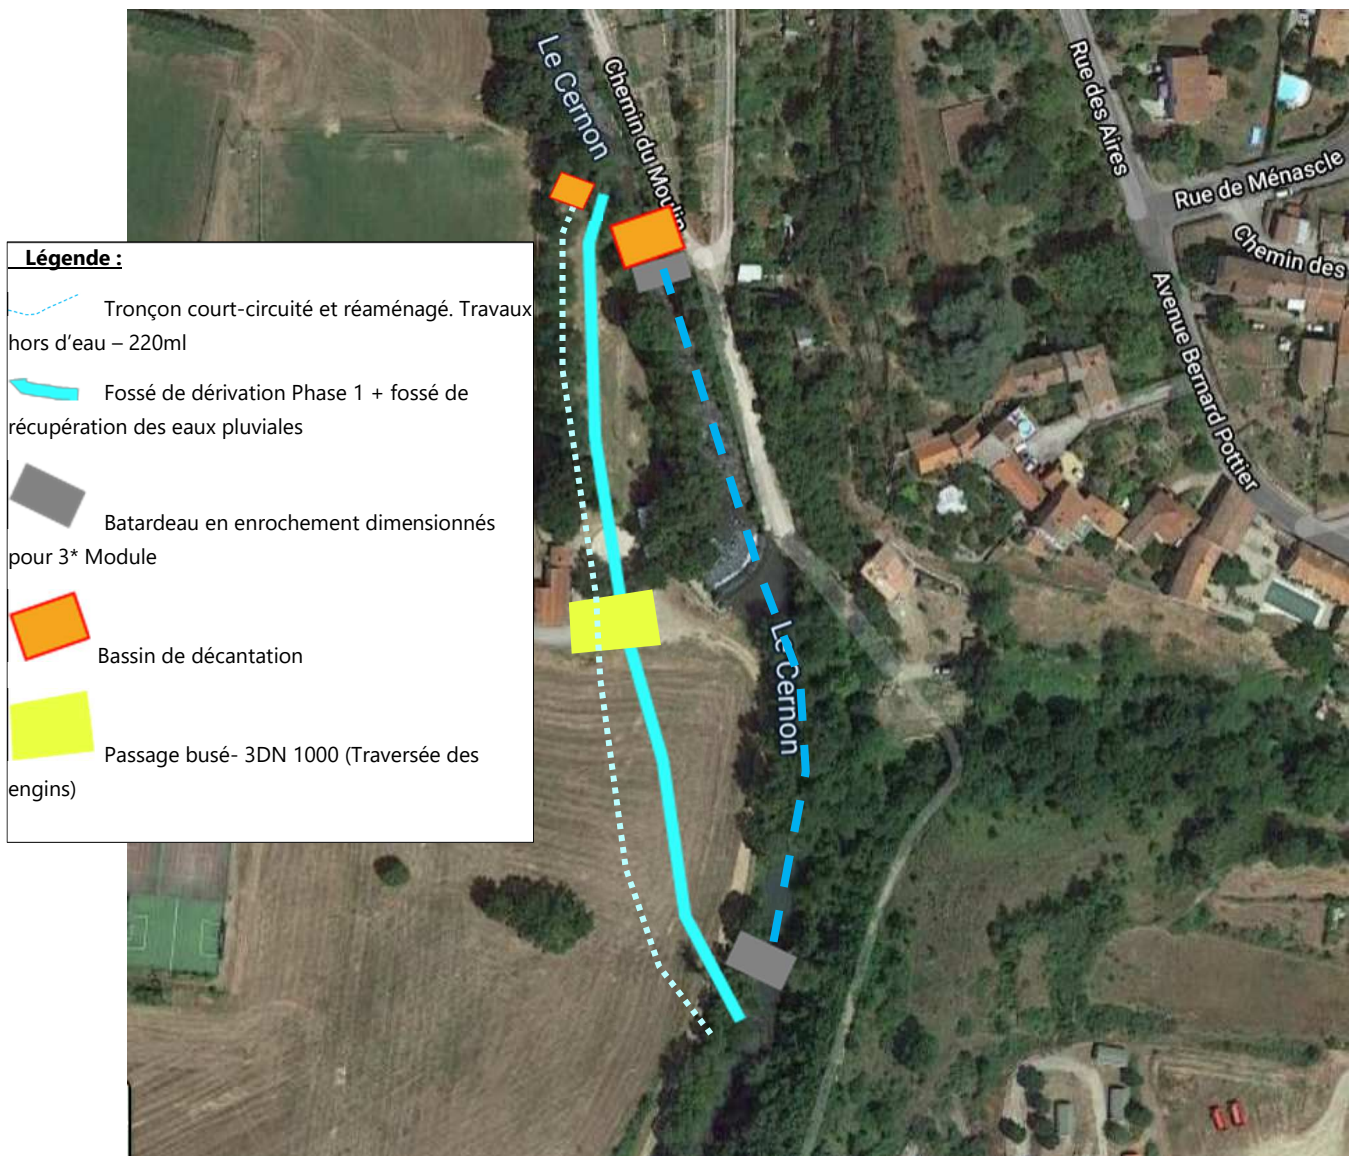 Le Cernon
Chemin du Moulin
Rue des Aires
Rue de Ménascle
Chemin des
Avenue Bernard Pottier
Le Cernon
Légende :
Tronçon court-circuité et réaménagé. Travaux
hors d'eau – 220ml
Fossé de dérivation Phase 1 + fossé de
récupération des eaux pluviales
Batardeau en enrochement dimensionnés
pour 3* Module
Bassin de décantation
Passage busé- 3DN 1000 (Traversée des
engins)